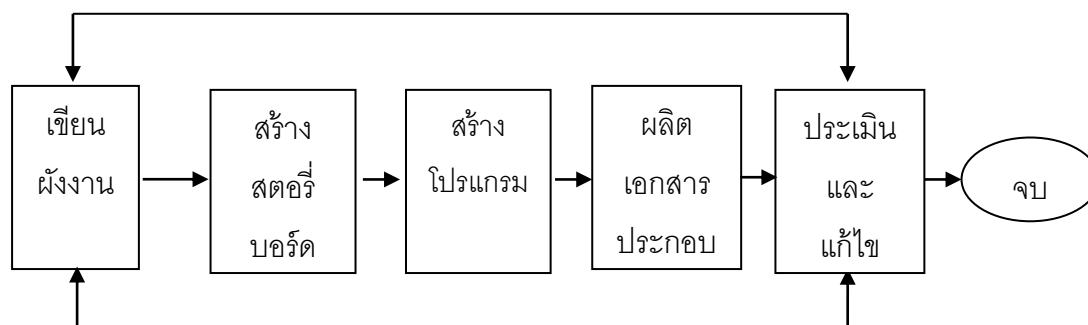 เขียน
ผังงาน
สร้าง
สตอรี่
บอร์ด
สร้าง
โปรแกรม
ผลิต
เอกสาร
ประกอบ
ประเมิน
และ
แก้ไข
จบ